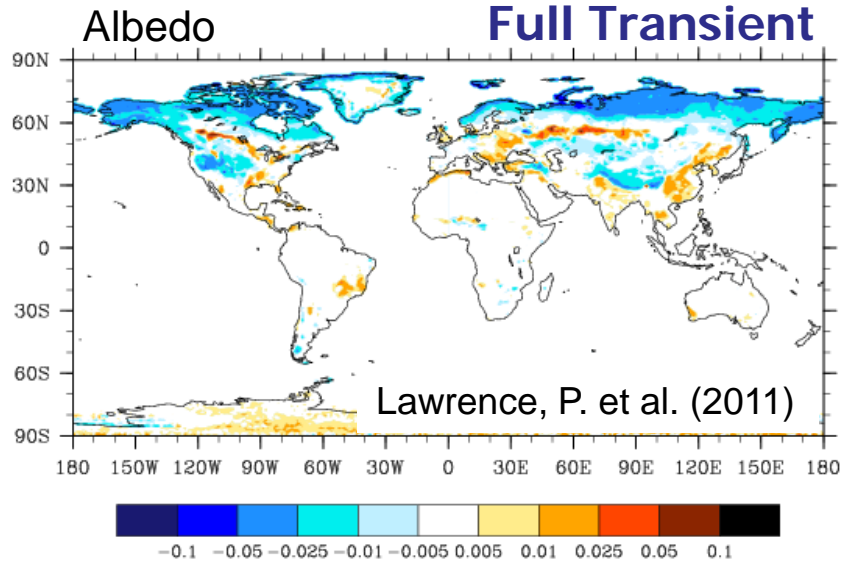 Albedo Full Transient
90N
60N
30N
0
30S
60S
90S
Lawrence, P. et al. (2011)
180 150W 120W 90W 60W 30W 0 30E 60E 90E 120E 150E 180
−0.1 −0.05 −0.025 −0.01 −0.005 0.005 0.01 0.025 0.05 0.1